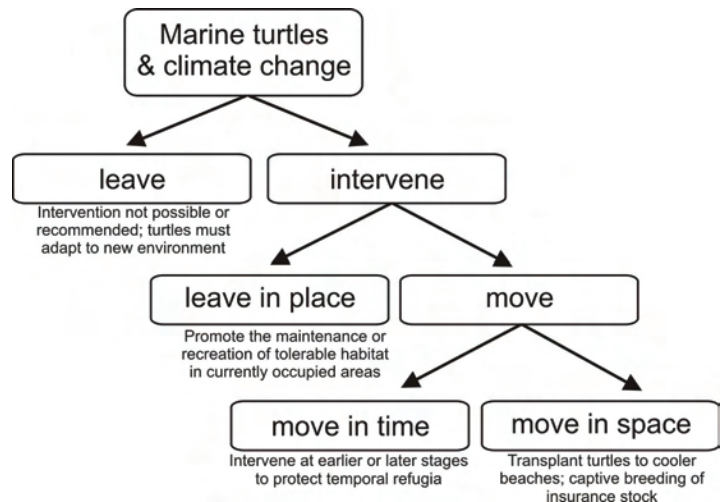 Marine turtles
& climate change
leave
intervene
Intervention not possible or
recommended; turtles must
adapt to new environment
leave in place
move
Promote the maintenance or
recreation of tolerable habitat
in currently occupied areas
move in time
move in space
Intervene at earlier or later stages
to protect temporal refugia
Transplant turtles to cooler
beaches; captive breeding of
insurance stock